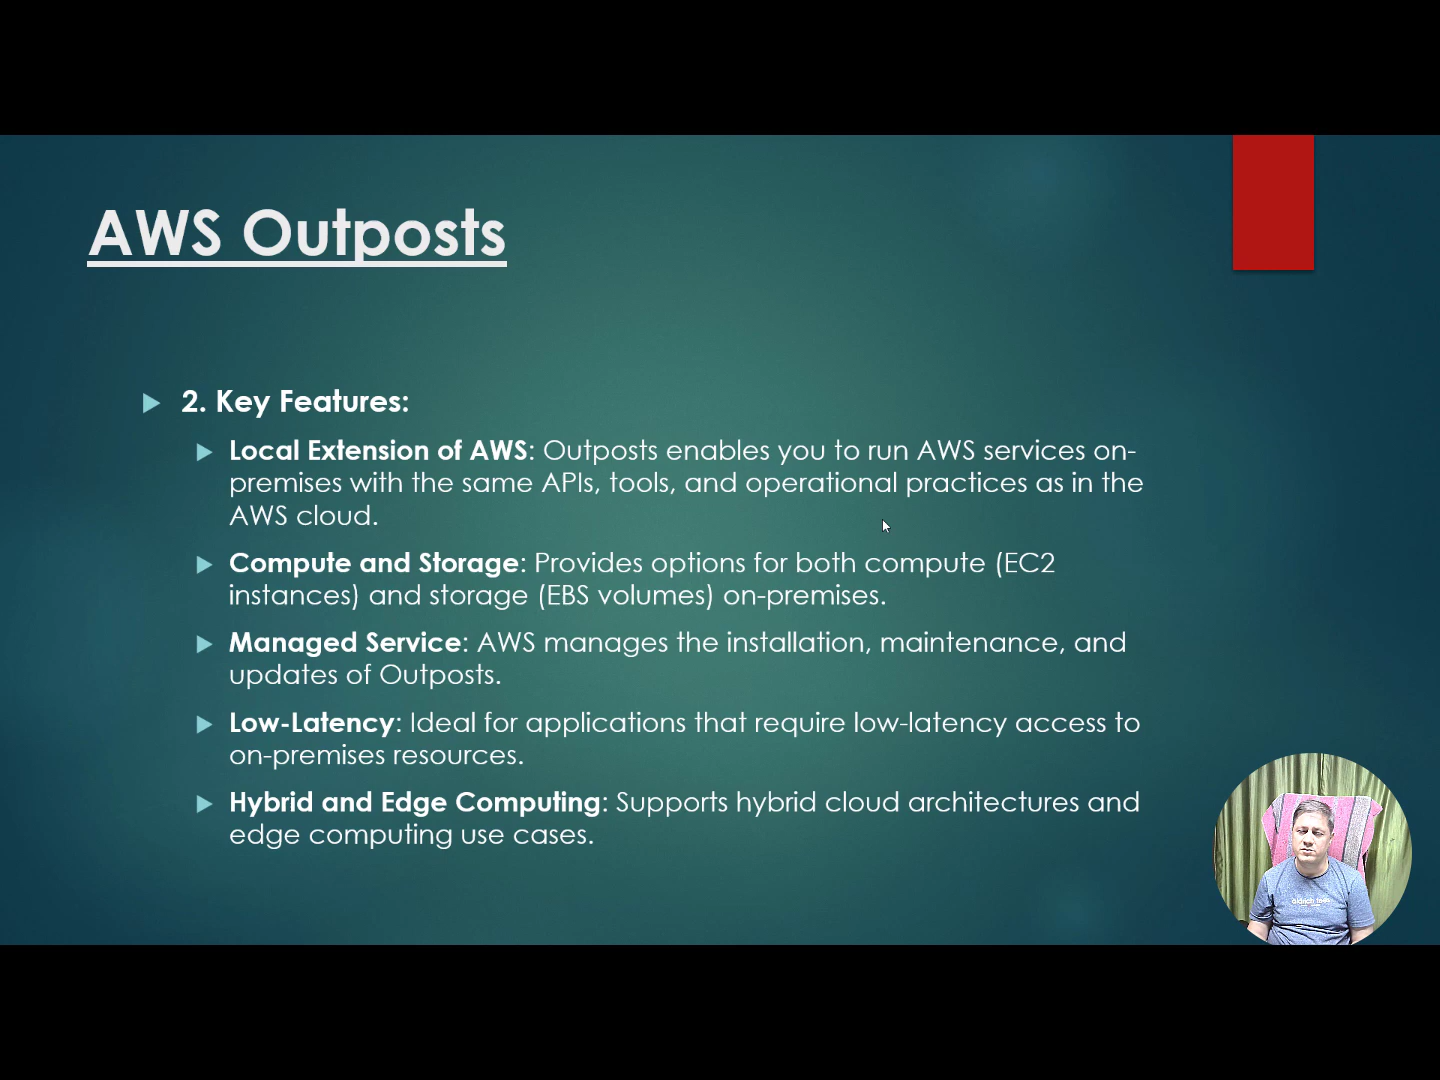 AWS Outposts
2. Key Features:
Local Extension of AWS: Outposts enables you to run AWS services on-
premises with the same APIs, tools, and operational practices as in the
AWS cloud.
Compute and Storage: Provides options for both compute (EC2
instances) and storage (EBS volumes) on-premises.
Managed Service: AWS manages the installation, maintenance, and
updates of Outposts.
Low-Latency: Ideal for applications that require low-latency access to
on-premises resources.
Hybrid and Edge Computing: Supports hybrid cloud architectures and
edge computing use cases.